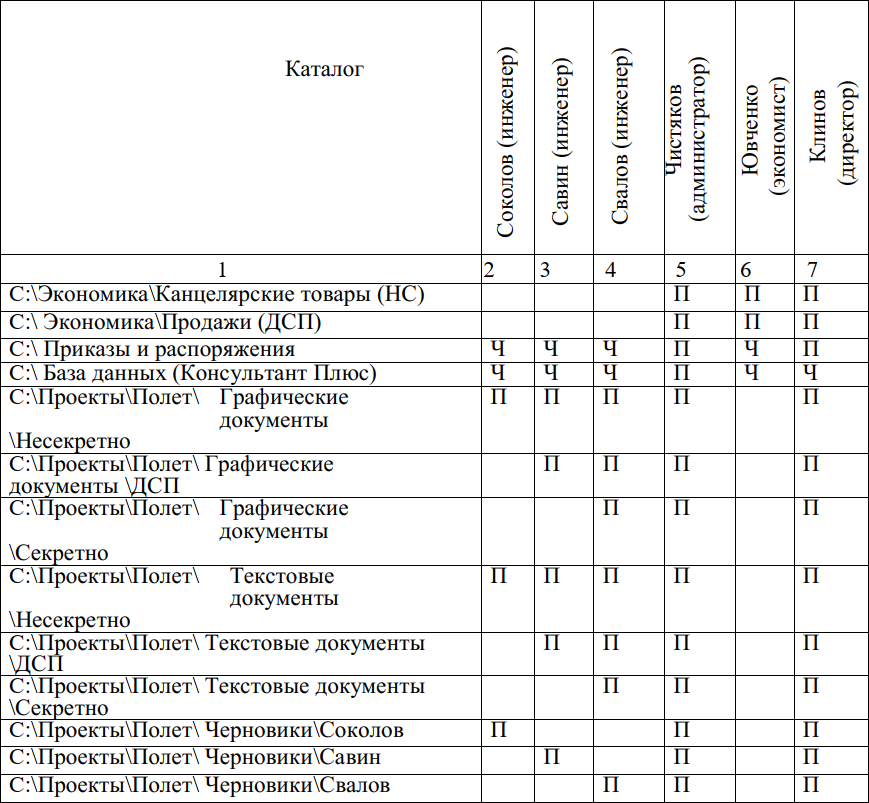 Каталог
Соколов (инженер)
Савин (инженер)
Свалов (инженер)
Чистяков
(администратор)
Ювченко
(экономист)
Клинов
(директор)
1 2 3 4 5 6 7
С:\Экономика\Канцелярские товары (НС) П П П
С:\ Экономика\Продажи (ДСП) П П П
С:\ Приказы и распоряжения Ч Ч Ч П Ч П
С:\ База данных (Консультант Плюс) Ч Ч Ч П Ч Ч
С:\Проекты\Полет\ Графические П П П П П
документы
\Несекретно
С:\Проекты\Полет\ Графические П П П П
документы \ДСП
С:\Проекты\Полет\ Графические П П П
документы
\Секретно
С:\Проекты\Полет\ Текстовые П П П П П
документы
\Несекретно
С:\Проекты\Полет\ Текстовые документы П П П П
\ДСП
С:\Проекты\Полет\ Текстовые документы П П П
\Секретно
С:\Проекты\Полет\ Черновики\Соколов П П П
С:\Проекты\Полет\ Черновики\Савин П П П
С:\Проекты\Полет\ Черновики\Свалов П П П